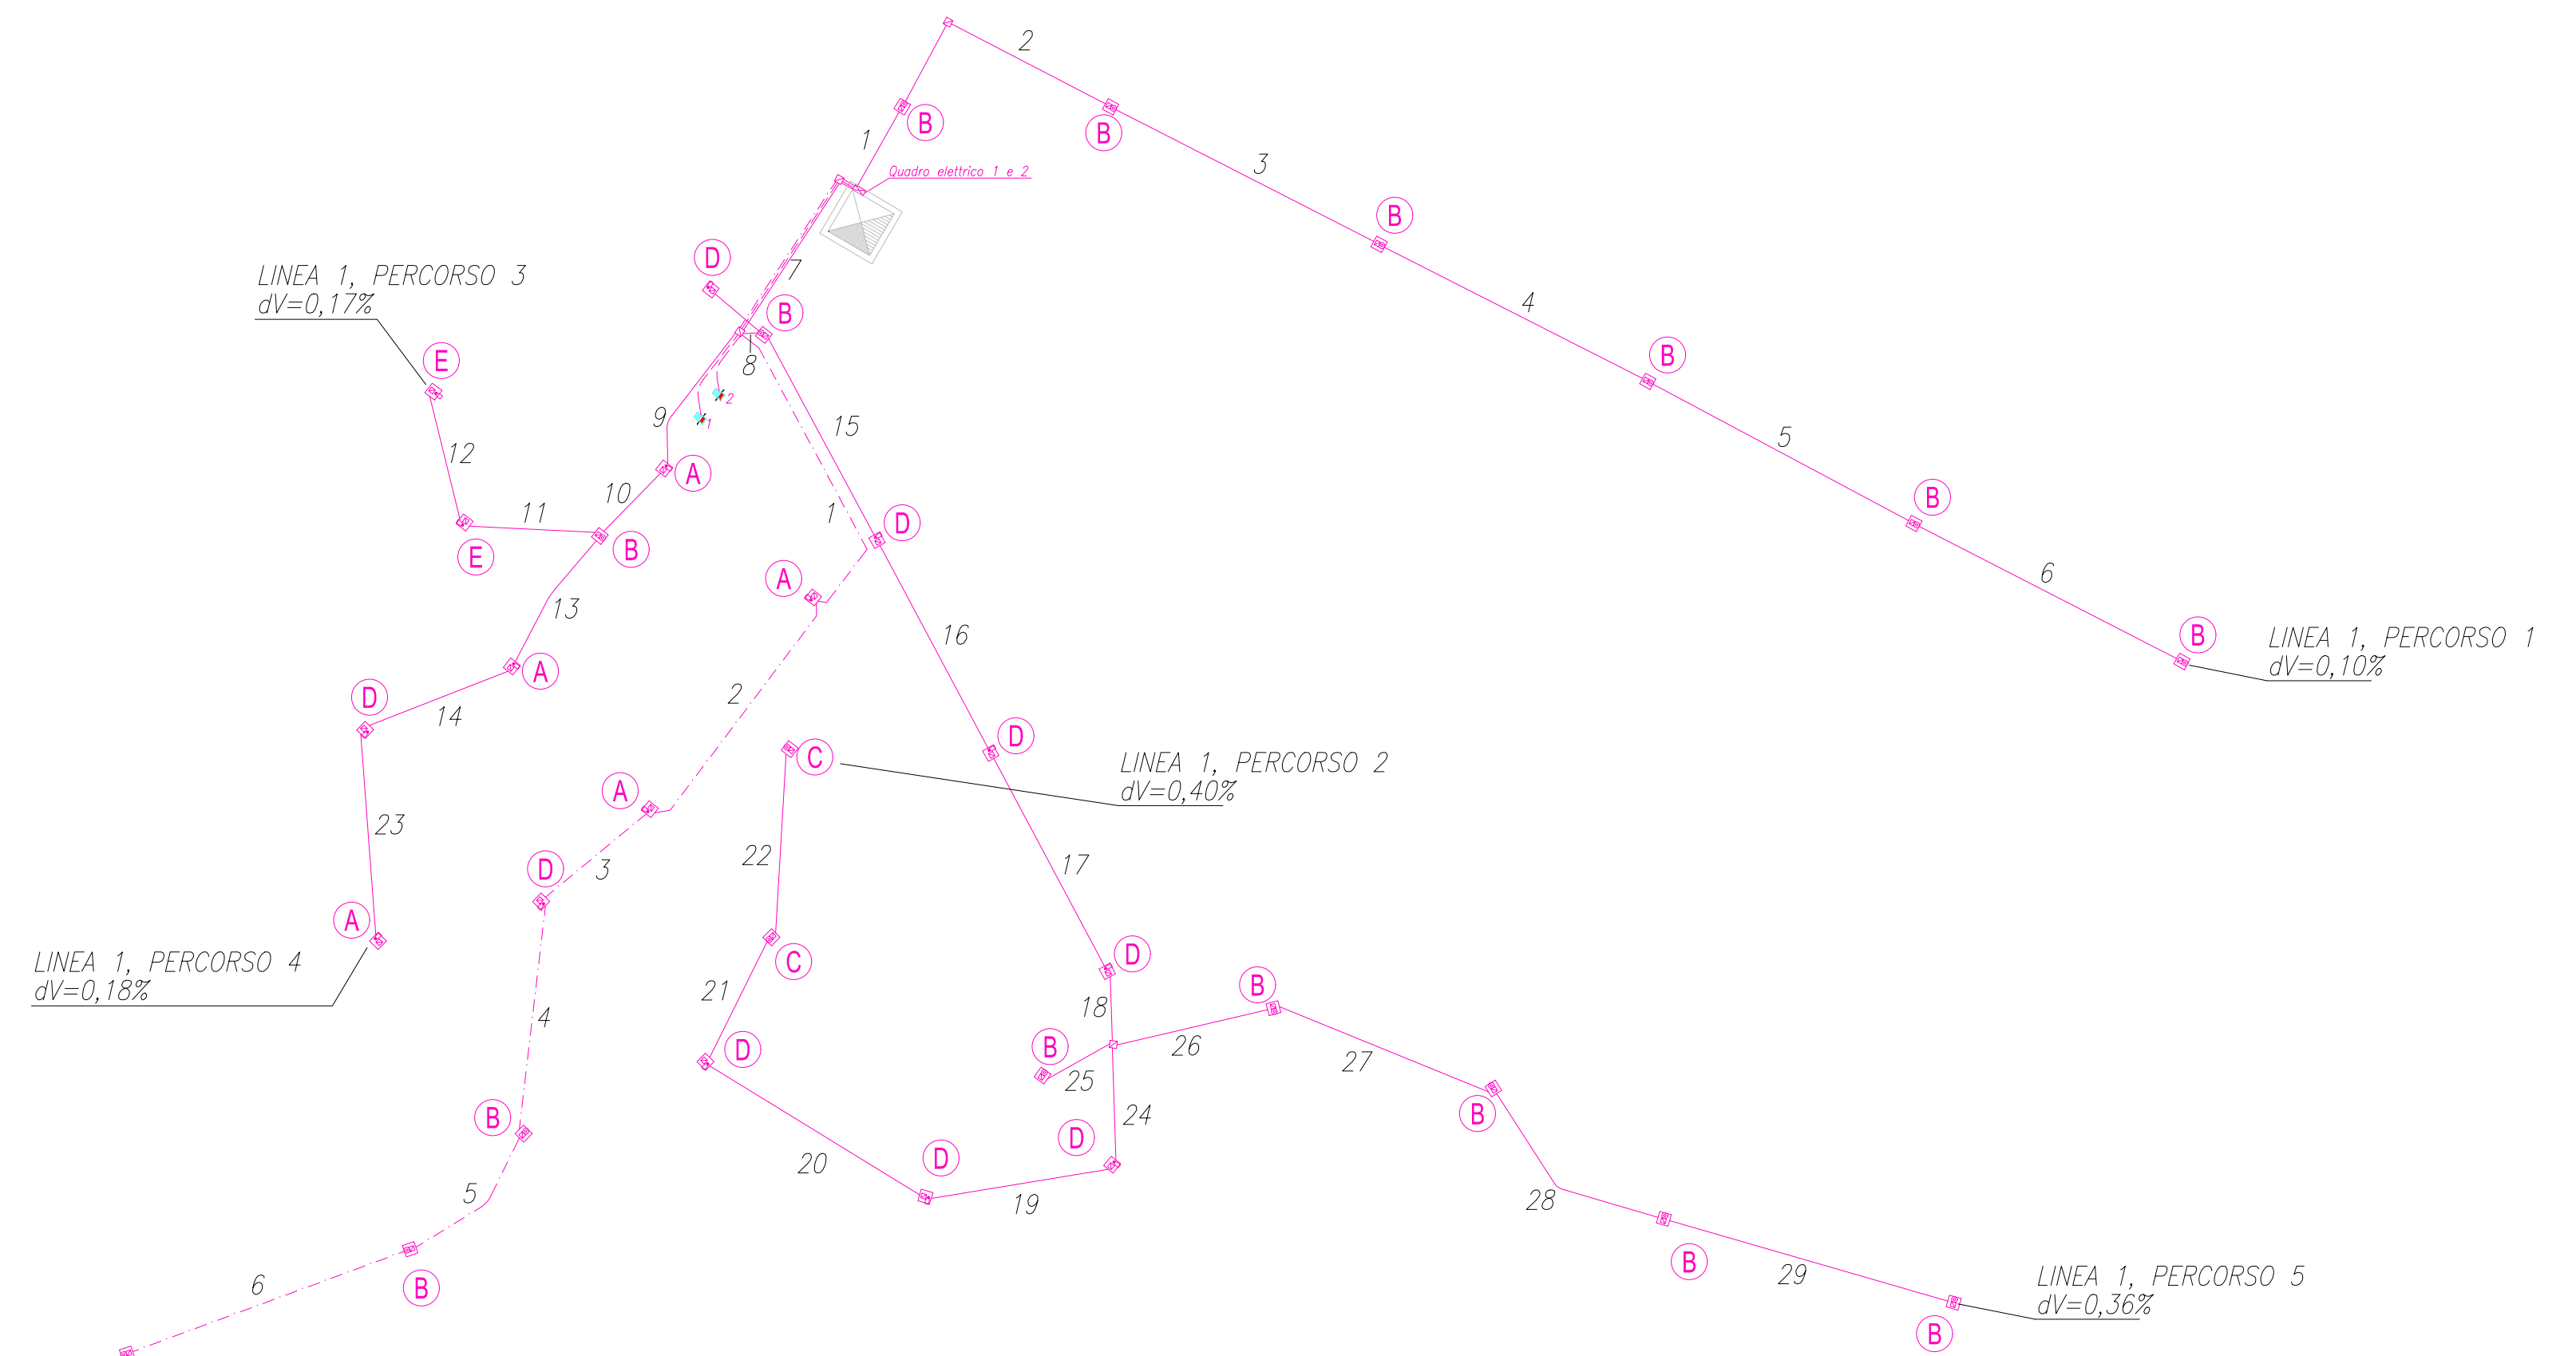 2
B
B
1
3
Quadro elettrico 1 e 2
B
D
7
LINEA 1, PERCORSO 3
dV=0,17%
B
4
E
8
B
2
1
9
15
5
12
A
10
B
11
1
D
B
E
A
6
13
16
B
LINEA 1, PERCORSO 1
dV=0,10%
A
D
2
14
D
C
LINEA 1, PERCORSO 2
dV=0,40%
A
23
22
17
3
D
A
D
C
LINEA 1, PERCORSO 4
dV=0,18%
21
B
18
4
B
26
D
27
25
B
24
B
D
20
D
5
19
28
B
29
6
B
LINEA 1, PERCORSO 5
dV=0,36%
B